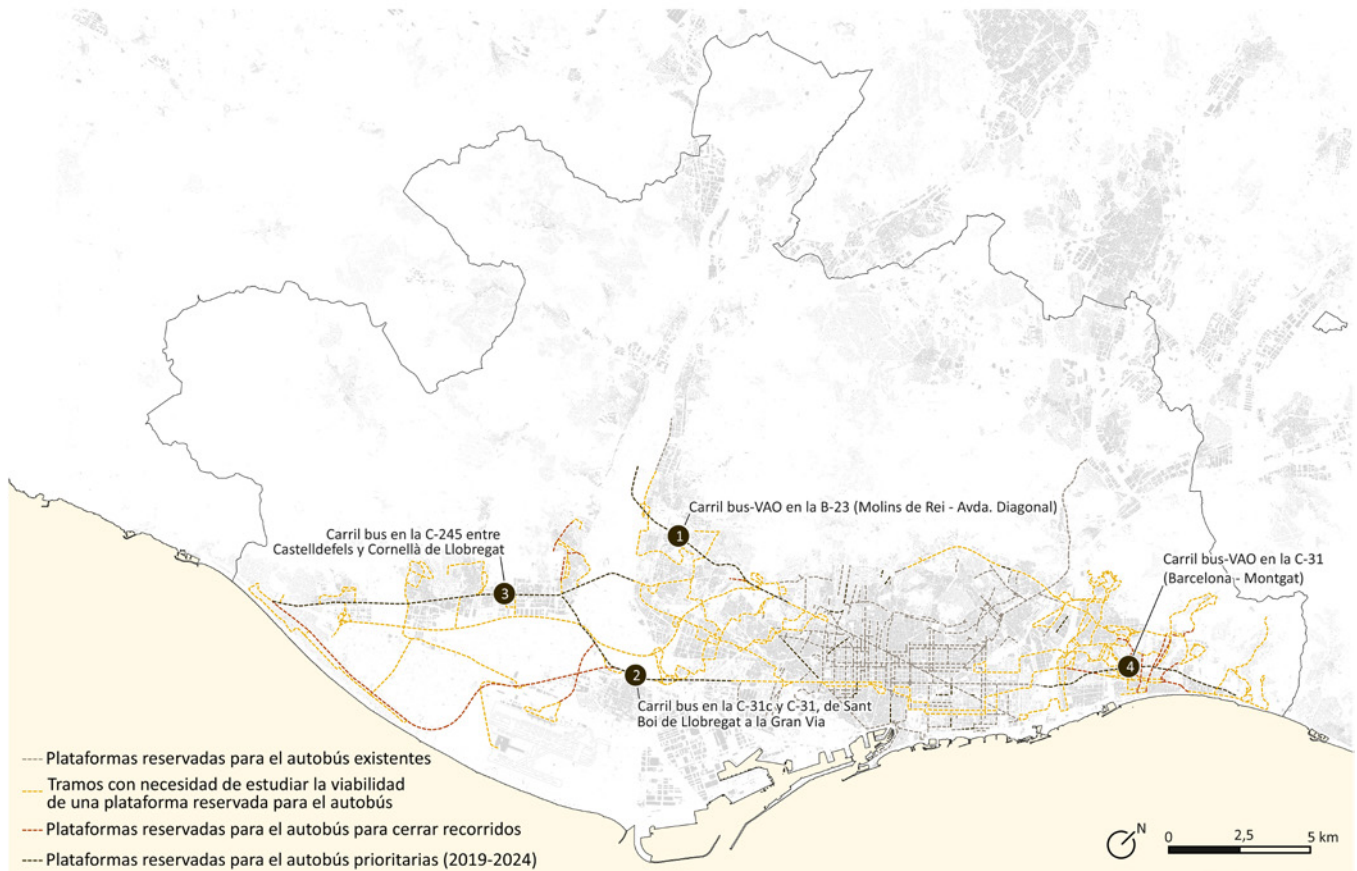 1
Carril bus-VAO en la B-23 (Molins de Rei - Avda. Diagonal)
Carril bus en la C-245 entre
Castelldefels y Cornellà de Llobregat
3
Carril bus-VAO en la C-31
(Barcelona - Montgat)
4
2
Carril bus en la C-31c y C-31, de Sant
Boi de Llobregat a la Gran Via
Plataformas reservadas para el autobús existentes
Tramos con necesidad de estudiar la viabilidad
de una plataforma reservada para el autobús
Plataformas reservadas para el autobús para cerrar recorridos
Plataformas reservadas para el autobús prioritarias (2019-2024)
N
0 2,5 5 km